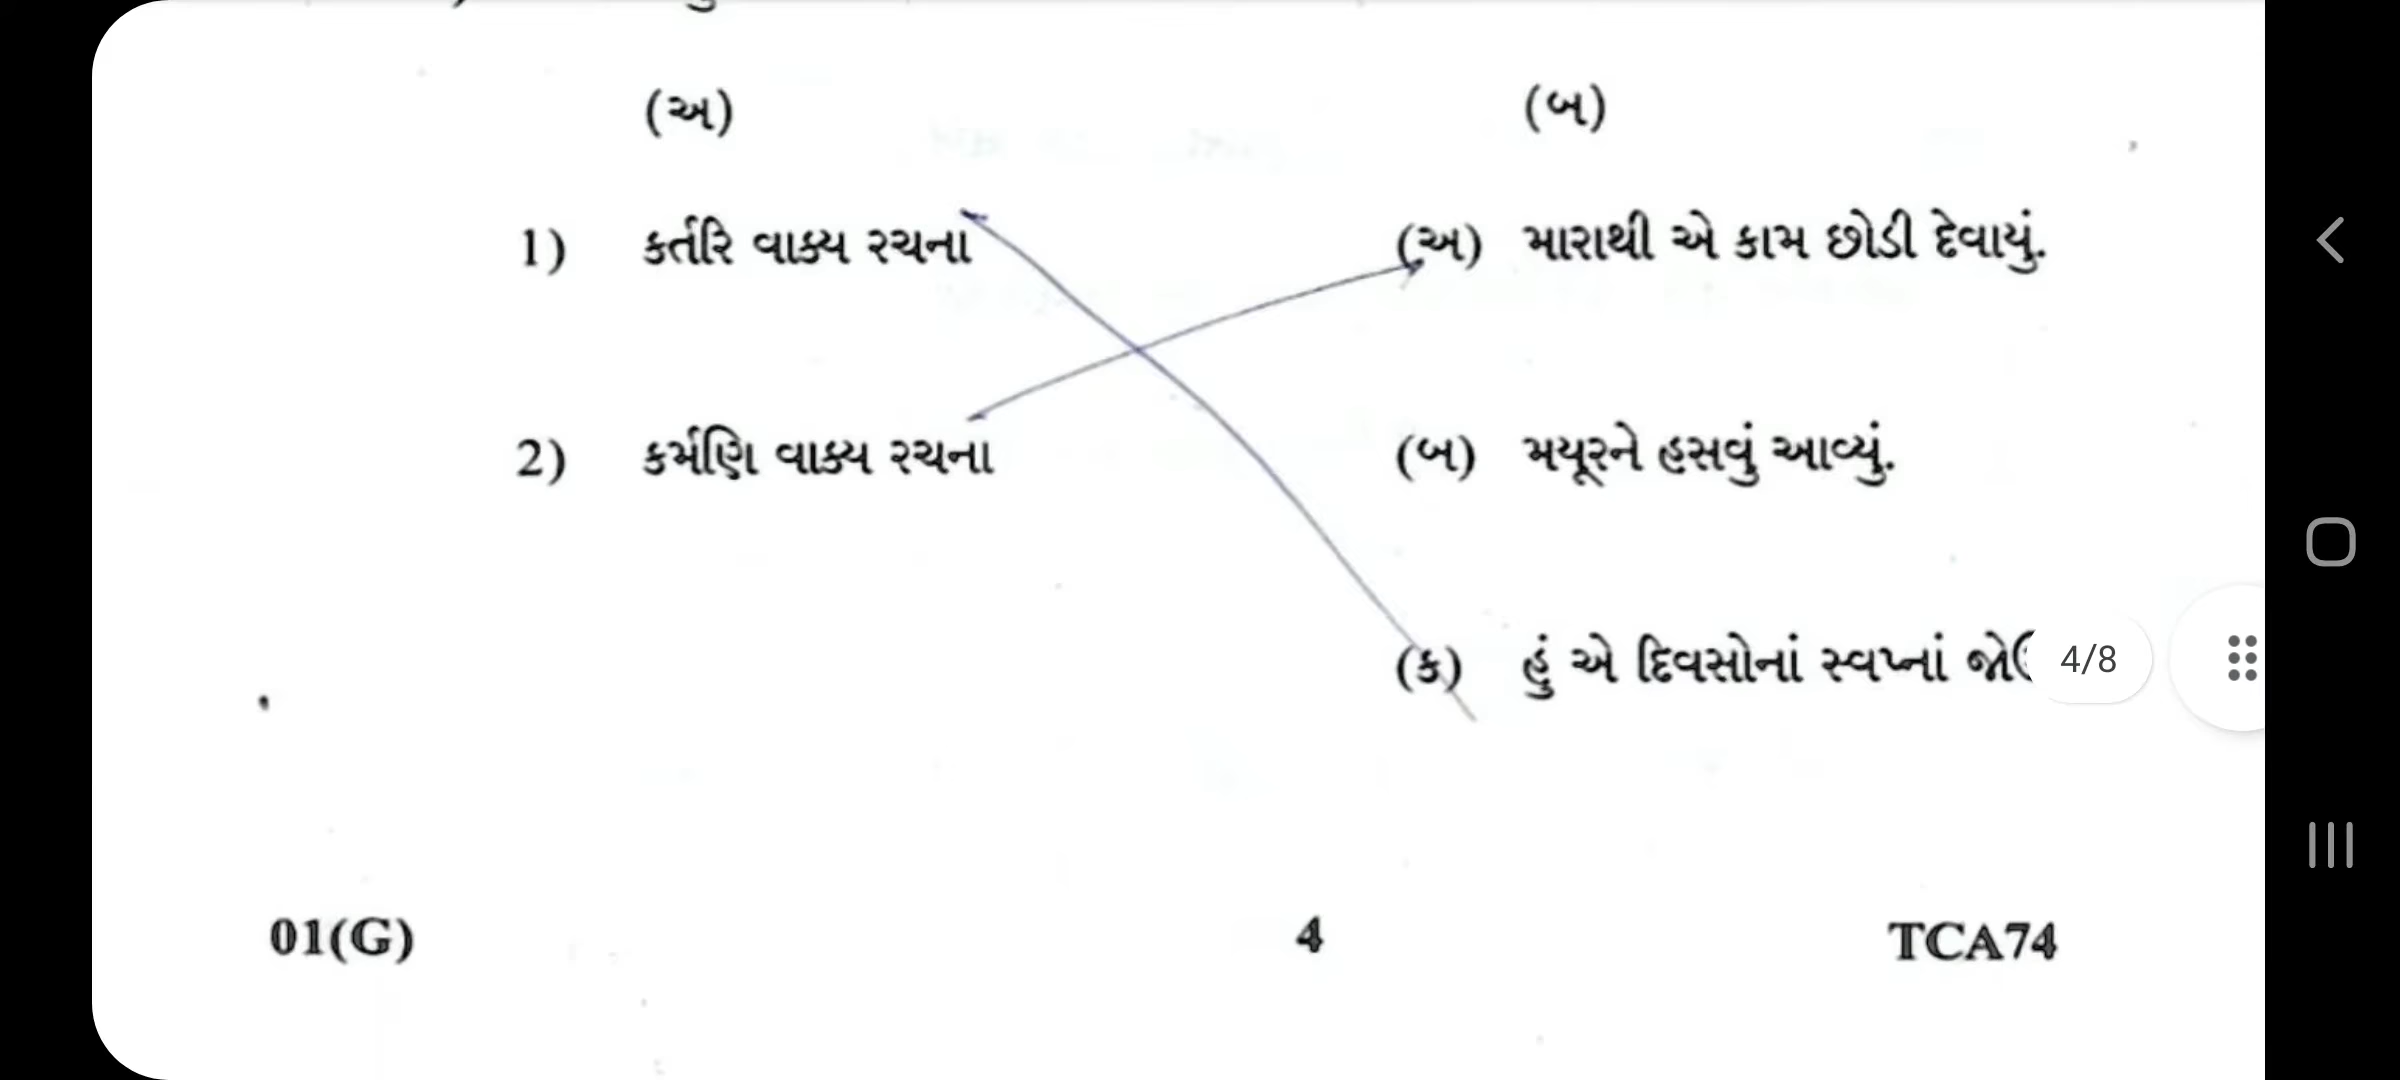 (અ) (બ)
1) કર્તરિ વાક્ય રચના (અ) મારાથી એ કામ છોડી દેવાયું.
2) કર્મણિ વાક્ય રચના (બ) મયૂરને હસવું આવ્યું.
(ક) હું એ દિવસોનાં સ્વપ્નાં
4/8
01(G) 4 TCA74